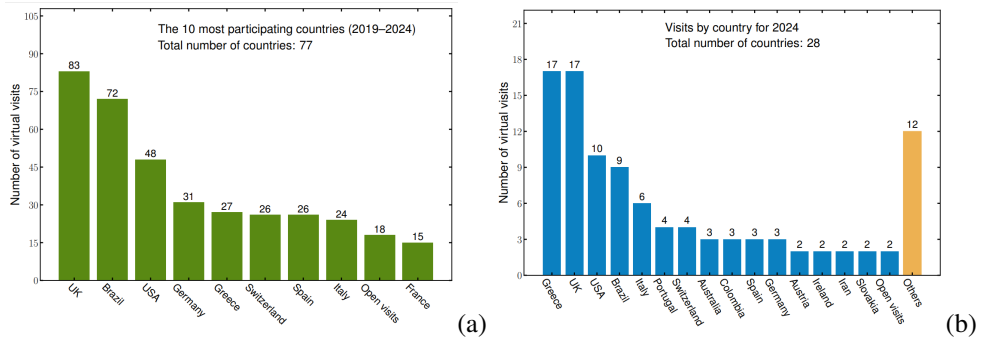 The 10 most participating countries (2019–2024)
Total number of countries: 77
Number of virtual visits
105
90
75
60
45
30
15
0
83
72
48
31
27
26
26
24
18
15
UK
Brazil
USA
Germany
Greece
Switzerland
Spain
Italy
Open visits
France
(a)
Visits by country for 2024
Total number of countries: 28
Number of virtual visits
21
18
15
12
9
6
3
0
17
17
10
9
6
4
4
3
3
3
3
2
2
2
2
2
12
Greece
UK
USA
Brazil
Italy
Portugal
Switzerland
Australia
Colombia
Spain
Germany
Austria
Ireland
Iran
Slovakia
Open visits
Others
(b)